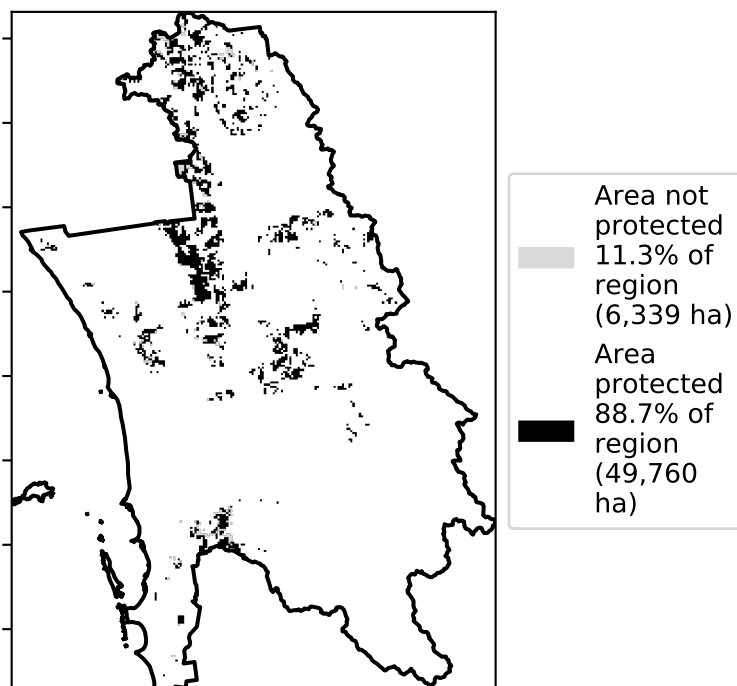 Area not
protected
11.3% of
region
(6,339 ha)
Area
protected
88.7% of
region
(49,760
ha)